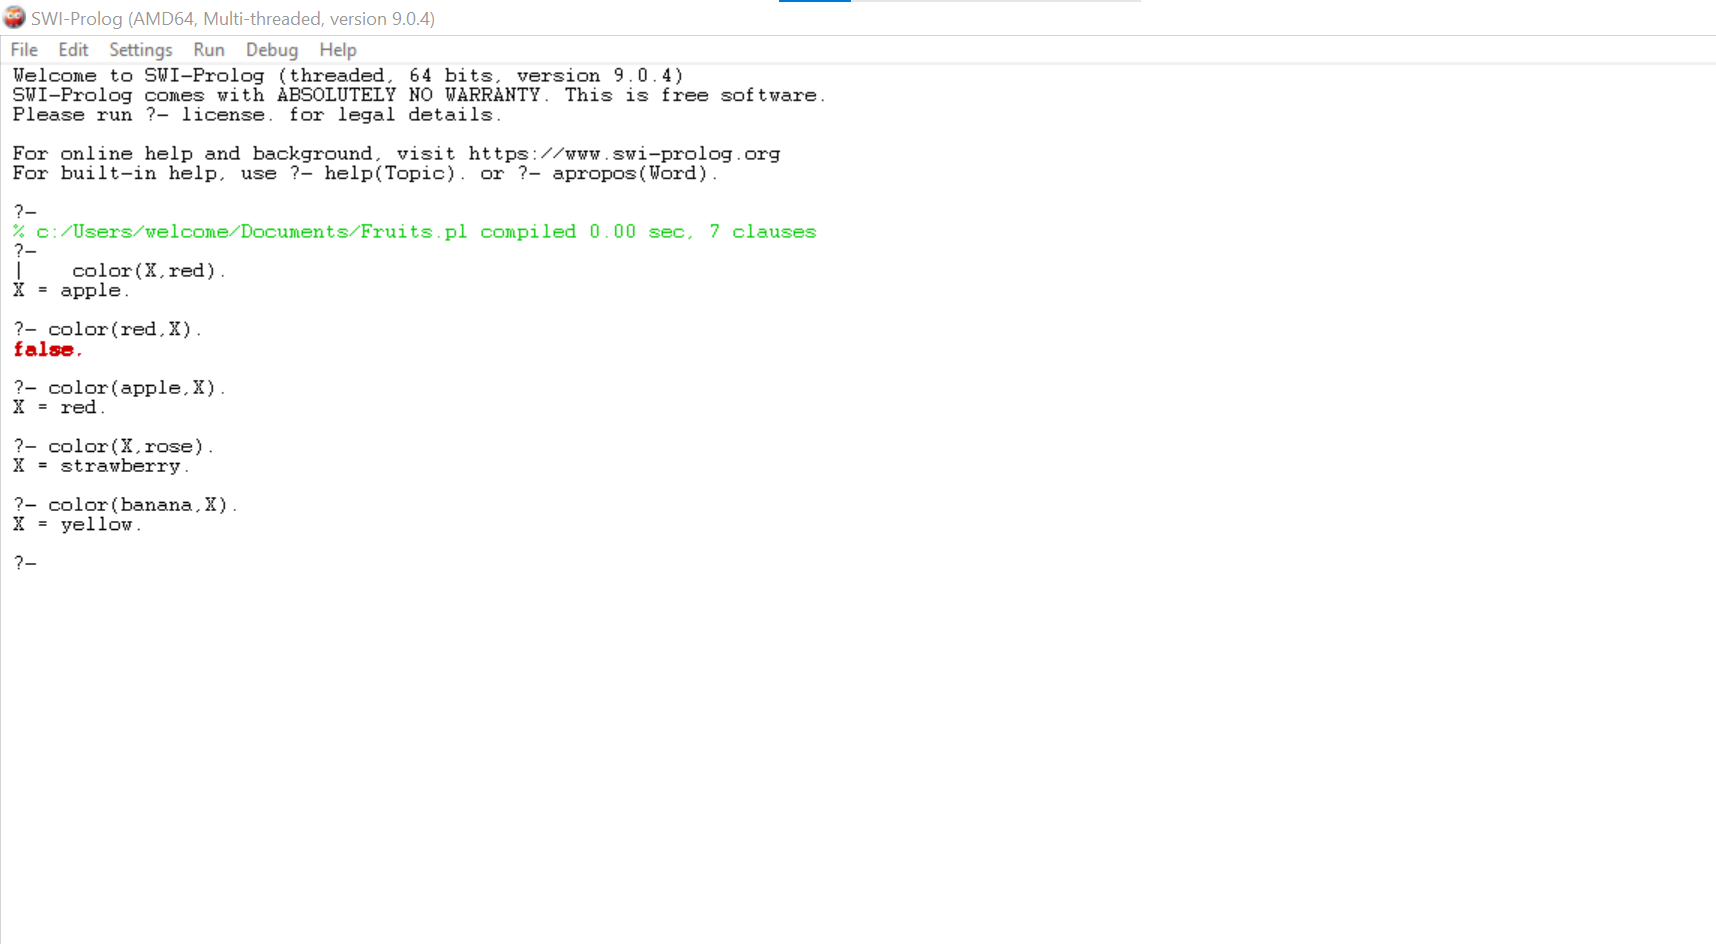 SWI-Prolog (AMD64, Multi-threaded, version 9.0.4)
File Edit Settings Run Debug Help
Welcome to SWI-Prolog (threaded, 64 bits, version 9.0.4)
SWI-Prolog comes with ABSOLUTELY NO WARRANTY. This is free software.
Please run ?- license. for legal details.
For online help and background, visit https://www.swi-prolog.org
For built-in help, use ?- help(Topic). or ?- apropos(Word).
?-
% c:/Users/welcome/Documents/Fruits.pl compiled 0.00 sec, 7 clauses
?-
|    color(X,red).
X = apple.
?- color(red,X).
false.
?- color(apple,X).
X = red.
?- color(X,rose).
X = strawberry.
?- color(banana,X).
X = yellow.
?-